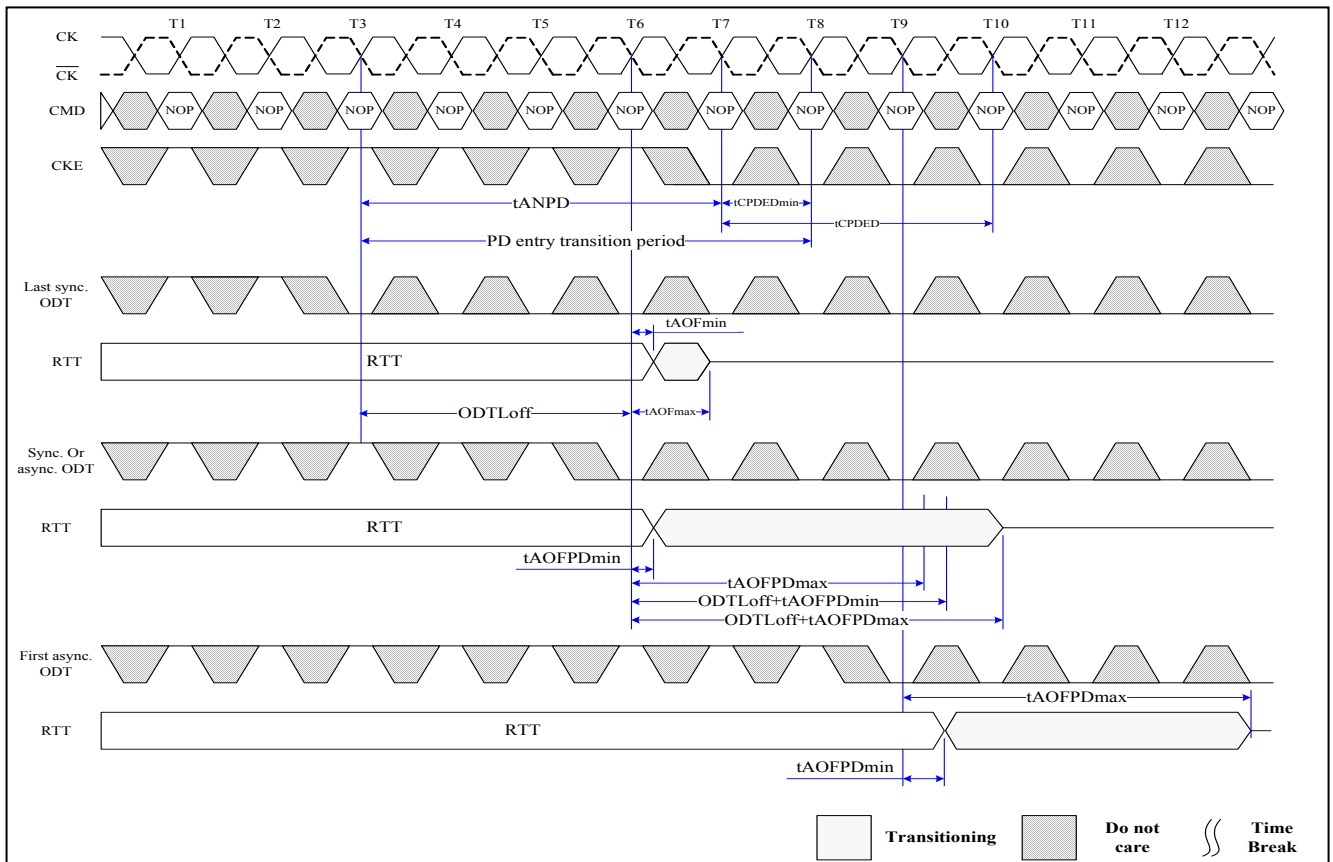 T1 T2 T3 T4 T5 T6 T7 T8 T9 T10 T11 T12
CK
CK
CMD NOP NOP NOP NOP NOP NOP NOP NOP NOP NOP NOP NOP NOP
CKE
tANPD tCPDEDmin
tCPDED
PD entry transition period
Last sync.
ODT
tAOFmin
RTT RTT
ODTLoff tAOFmax
Sync. Or
async. ODT
RTT RTT
tAOFPDmin
tAOFPDmax
ODTLoff+tAOFPDmin
ODTLoff+tAOFPDmax
First async.
ODT
tAOFPDmax
RTT RTT
tAOFPDmin
Transitioning
Do not
care
Time
Break